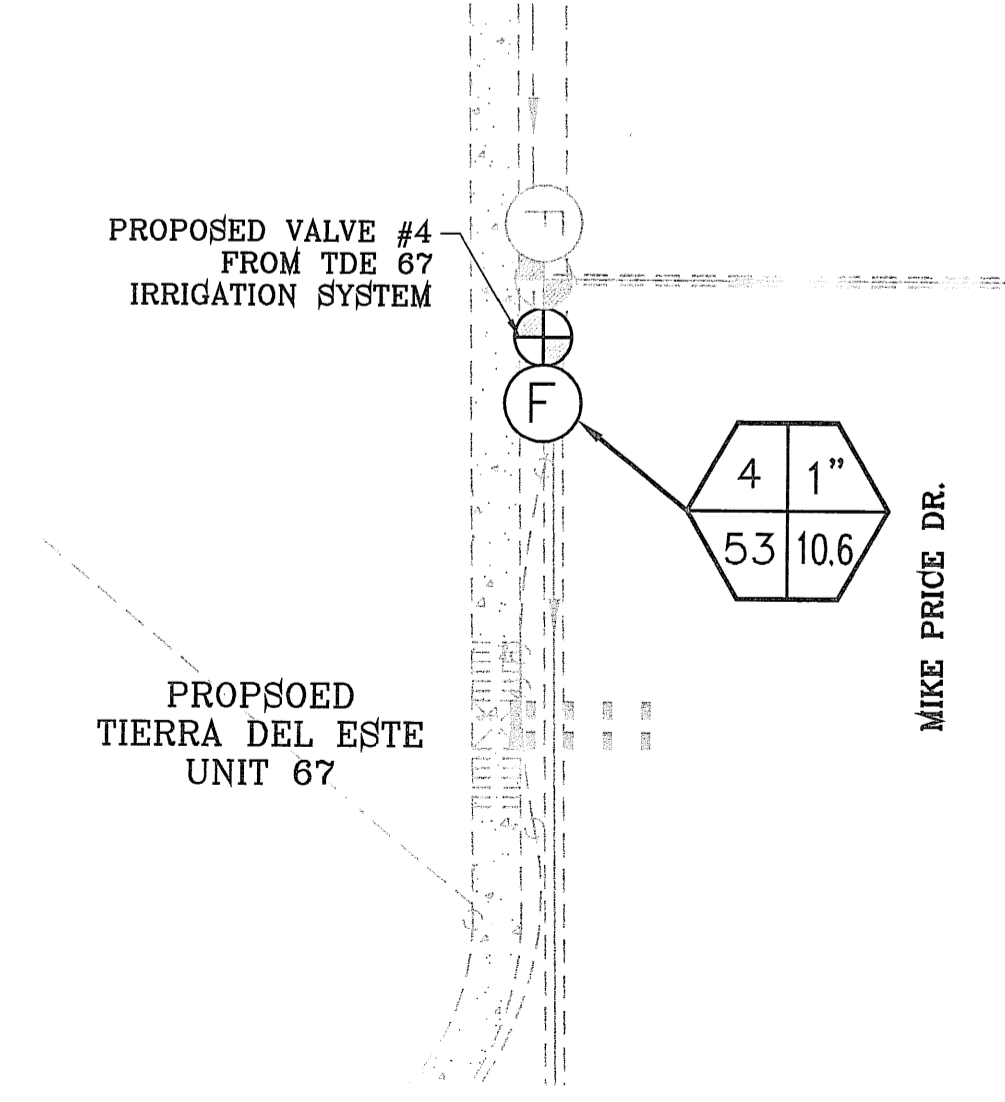 PROPOSED VALVE #4
FROM TDE 67
IRRIGATION SYSTEM
F
F
4 1”
53 10.6
MIKE PRICE DR.
PROPSOED
TIERRA DEL ESTE
UNIT 67